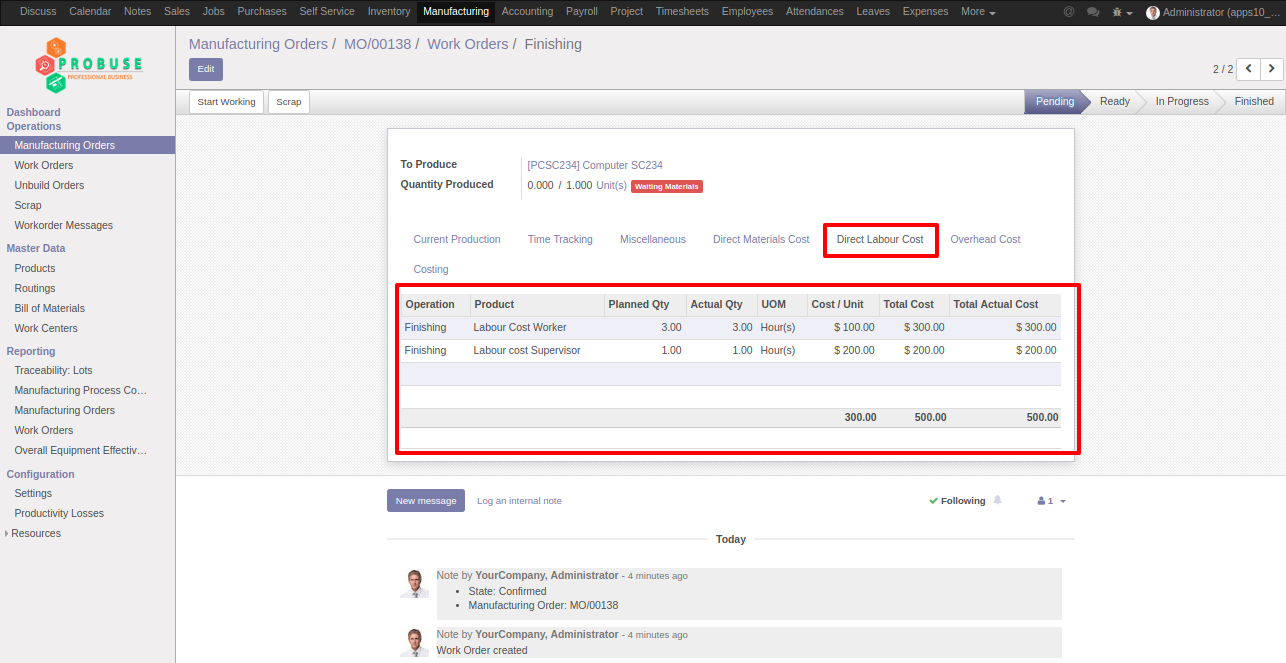 Discuss Calendar Notes Sales Jobs Purchases Self Service Inventory Manufacturing Accounting Payroll Project Timesheets Employees Attendances Leaves Expenses More @ Administrator (apps10_...
PROBUSE
PROFESSIONAL BUSINESS
Dashboard
Operations
Manufacturing Orders
Work Orders
Unbuild Orders
Scrap
Workorder Messages
Master Data
Products
Routings
Bill of Materials
Work Centers
Reporting
Traceability: Lots
Manufacturing Process Co...
Manufacturing Orders
Work Orders
Overall Equipment Effectiv...
Configuration
Settings
Productivity Losses
Resources
Manufacturing Orders / MO/00138 / Work Orders / Finishing
Edit
2 / 2
Start Working Scrap
Pending Ready In Progress Finished
To Produce [PCSC234] Computer SC234
Quantity Produced 0.000 / 1.000 Unit(s) Waiting Materials
Current Production Time Tracking Miscellaneous Direct Materials Cost Direct Labour Cost Overhead Cost
Costing
Operation Product Planned Qty Actual Qty UOM Cost / Unit Total Cost Total Actual Cost
Finishing Labour Cost Worker 3.00 3.00 Hour(s) $ 100.00 $ 300.00 $ 300.00
Finishing Labour cost Supervisor 1.00 1.00 Hour(s) $ 200.00 $ 200.00 $ 200.00
300.00 500.00 500.00
New message Log an internal note Following 1
Today
Note by YourCompany, Administrator - 4 minutes ago
• State: Confirmed
• Manufacturing Order: MO/00138
Note by YourCompany, Administrator - 4 minutes ago
Work Order created